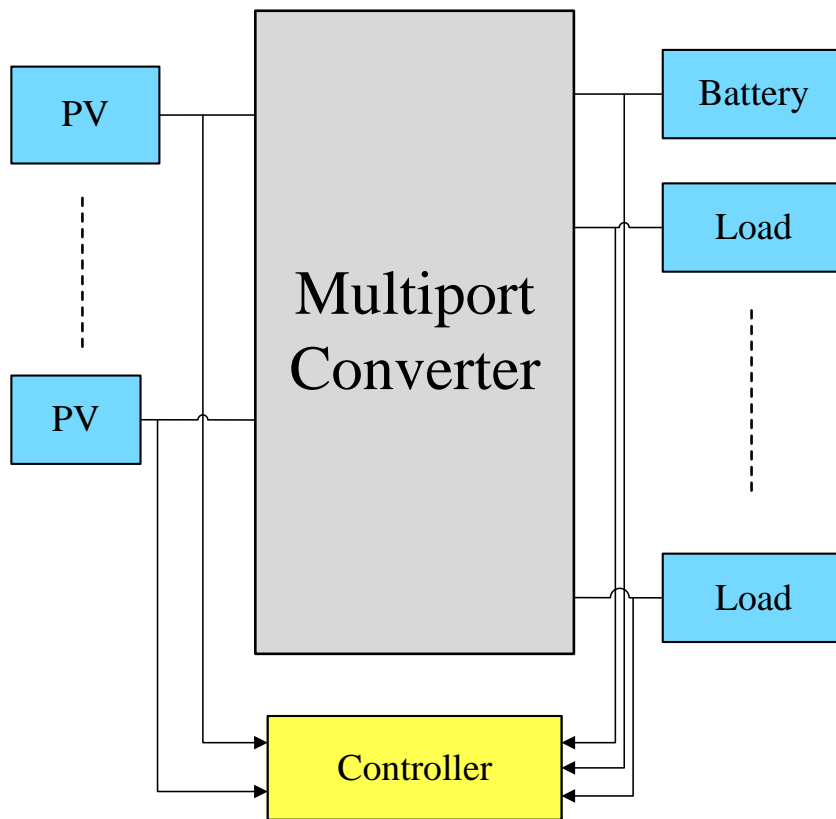 PV
Battery
Load
Multiport
Converter
PV
Load
Controller